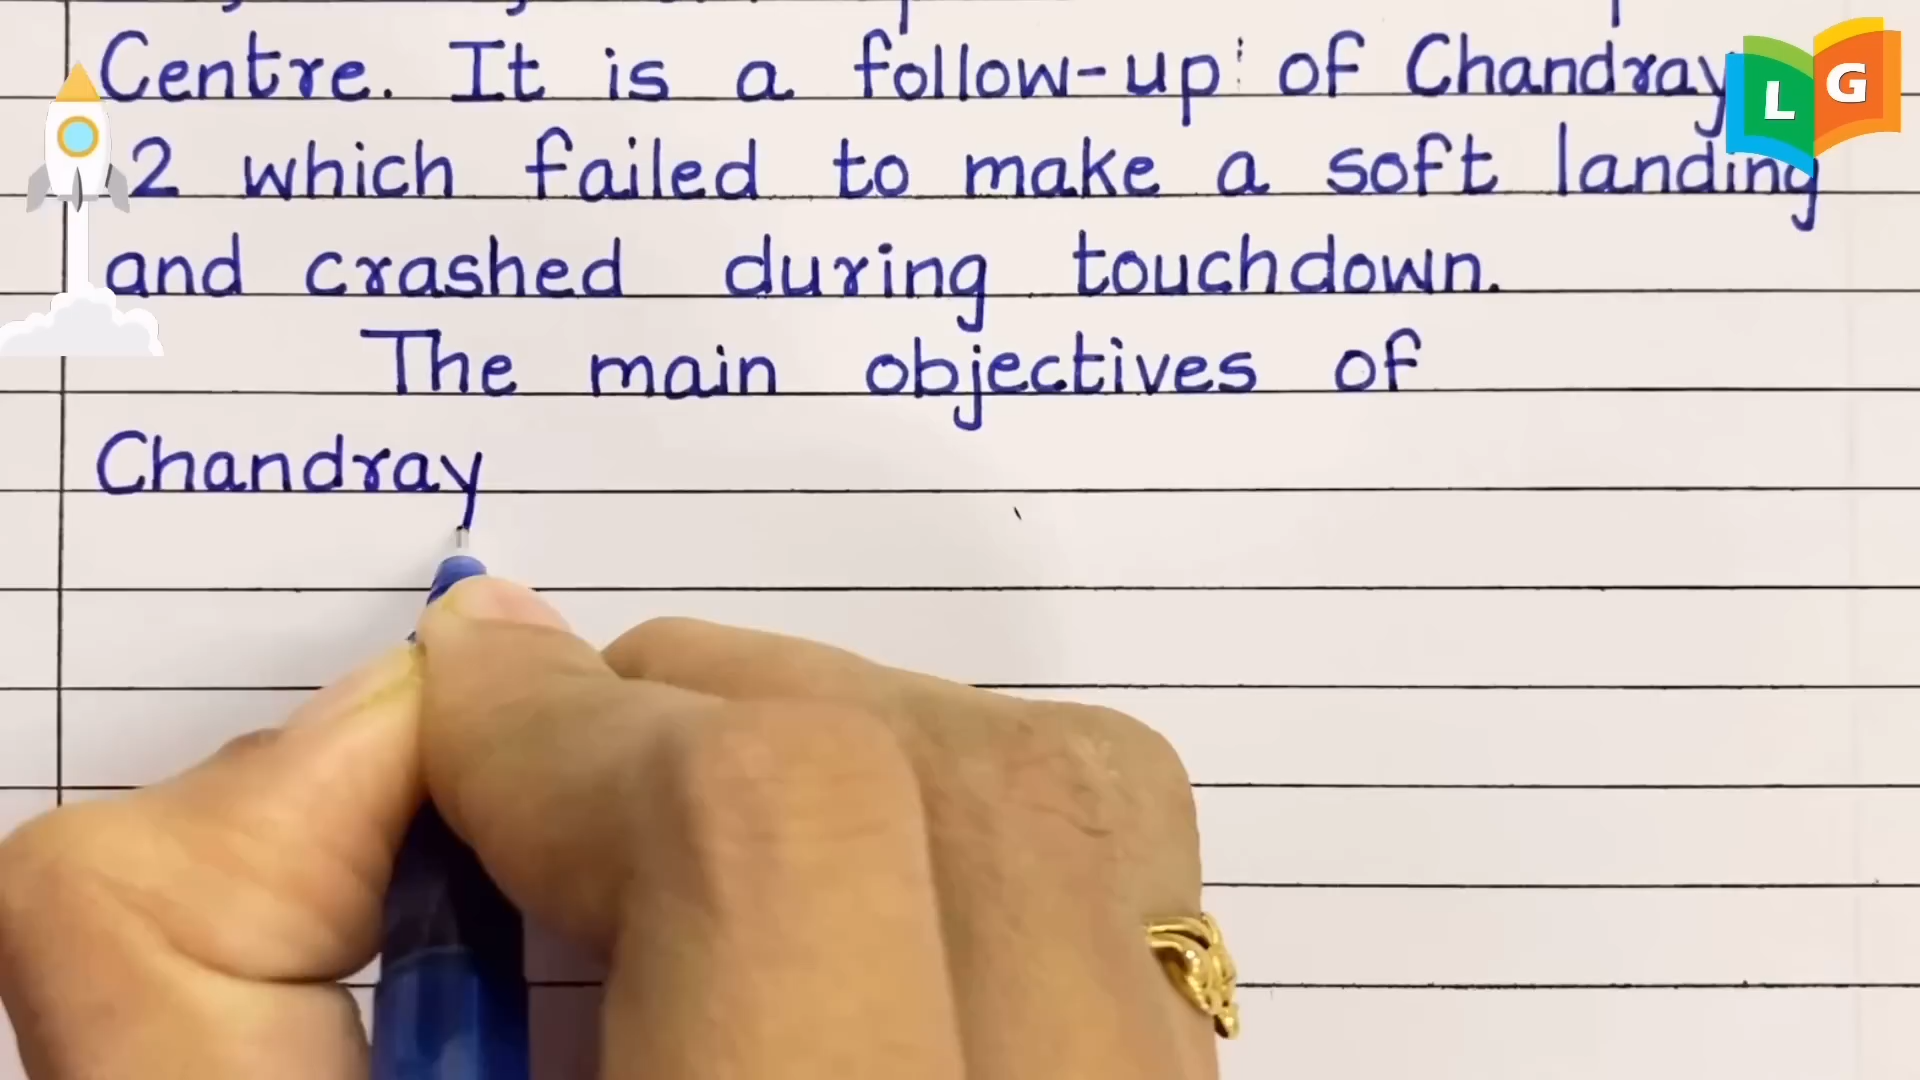 Centre. It is a follow-up of Chandray
2 which failed to make a soft landing
and crashed during touchdown.
The main objectives of
Chandray
L G